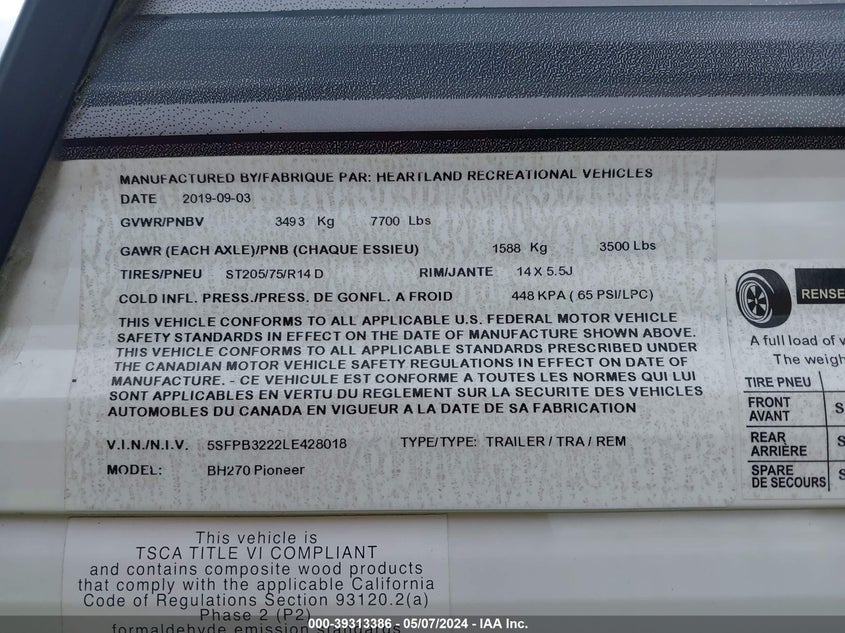 MANUFACTURED BY/FABRIQUE PAR: HEARTLAND RECREATIONAL VEHICLES
DATE 2019-09-03
GVWR/PNBV 3493 Kg 7700 Lbs
GAWR (EACH AXLE)/PNB (CHAQUE ESSIEU) 1588 Kg 3500 Lbs
TIRES/PNEU ST205/75/R14 D RIM/JANTE 14 X 5.5J
COLD INFL. PRESS./PRESS. DE GONFL. A FROID 448 KPA ( 65 PSI/LPC)
THIS VEHICLE CONFORMS TO ALL APPLICABLE U.S. FEDERAL MOTOR VEHICLE
SAFETY STANDARDS IN EFFECT ON THE DATE OF MANUFACTURE SHOWN ABOVE.
THIS VEHICLE CONFORMS TO ALL APPLICABLE STANDARDS PRESCRIBED UNDER
THE CANADIAN MOTOR VEHICLE SAFETY REGULATIONS IN EFFECT ON DATE OF
MANUFACTURE. - CE VEHICULE EST CONFORME A TOUTES LES NORMES QUI LUI
SONT APPLICABLES EN VERTU DU REGLEMENT SUR LA SECURITE DES VEHICLES
AUTOMOBILES DU CANADA EN VIGUEUR A LA DATE DE SA FABRICATION
V.I.N./N.I.V. 5SFPB3222LE428018 TYPE/TYPE: TRAILER / TRA / REM
MODEL: BH270 Pioneer
RENSE
A full load of
The weigh
TIRE PNEU
FRONT
AVANT S
REAR
ARRIÈRE S
SPARE
DE SECOURS S
This vehicle is
TSCA TITLE VI COMPLIANT
and contains composite wood products
that comply with the applicable California
Code of Regulations Section 93120.2(a)
Phase 2 (P2)
formaldehyde emission standards
000-39313386 - 05/07/2024 - IAA Inc.